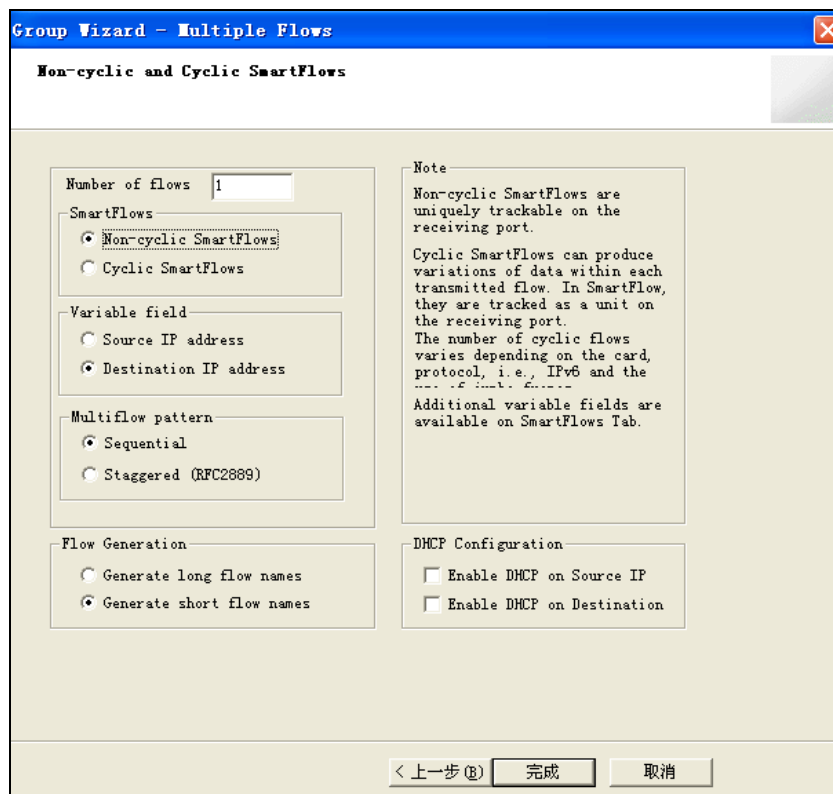 Group Wizard - Multiple Flows
Non-cyclic and Cyclic SmartFlows
Number of flows 1
SmartFlows
Non-cyclic SmartFlows
Cyclic SmartFlows
Variable field
Source IP address
Destination IP address
Multiflow pattern
Sequential
Staggered (RFC2889)
Flow Generation
Generate long flow names
Generate short flow names
Note
Non-cyclic SmartFlows are
uniquely trackable on the
receiving port.
Cyclic SmartFlows can produce
variations of data within each
transmitted flow. In SmartFlow,
they are tracked as a unit on
the receiving port.
The number of cyclic flows
varies depending on the card,
protocol, i.e., IPv6 and the
Additional variable fields are
available on SmartFlows Tab.
DHCP Configuration
Enable DHCP on Source IP
Enable DHCP on Destination
< 上一步(B)
完成
取消